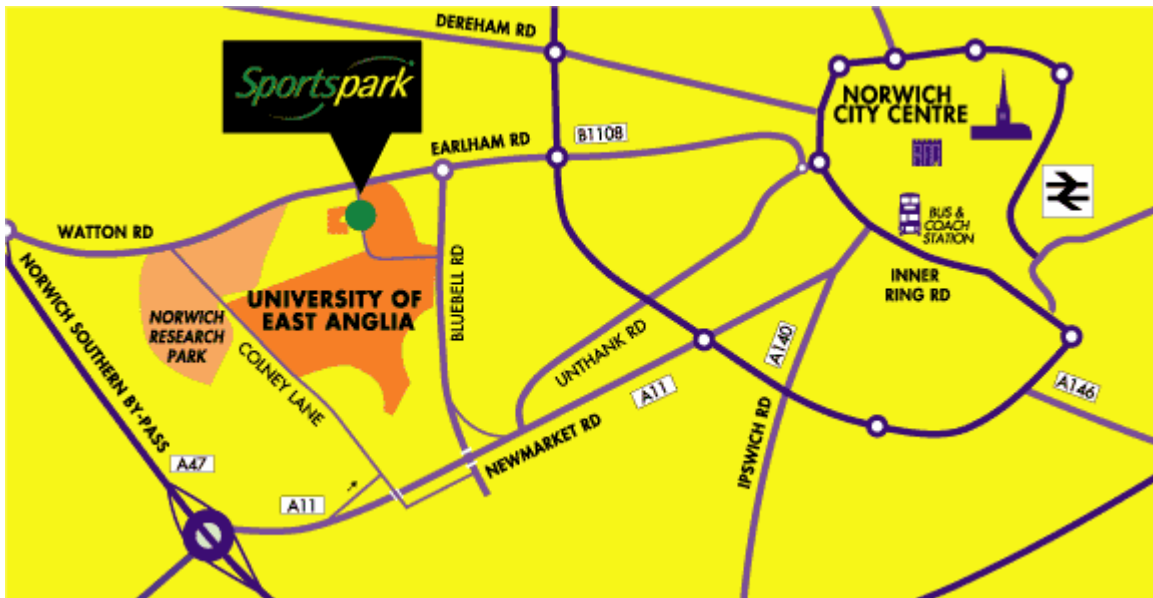 DEREHAM RD
Sportspark
NORWICH
CITY CENTRE
B1108
EARLHAM RD
BUS &
COACH
STATION
WATTON RD
INNER
RING RD
NORWICH SOUTHERN BY-PASS
UNIVERSITY OF
EAST ANGLIA
BLUEBELL RD
NORWICH
RESEARCH
PARK
COLNEY LANE
UNTHANK RD
A140
A11
A146
IPSWICH RD
NEWMARKET RD
A47
A11